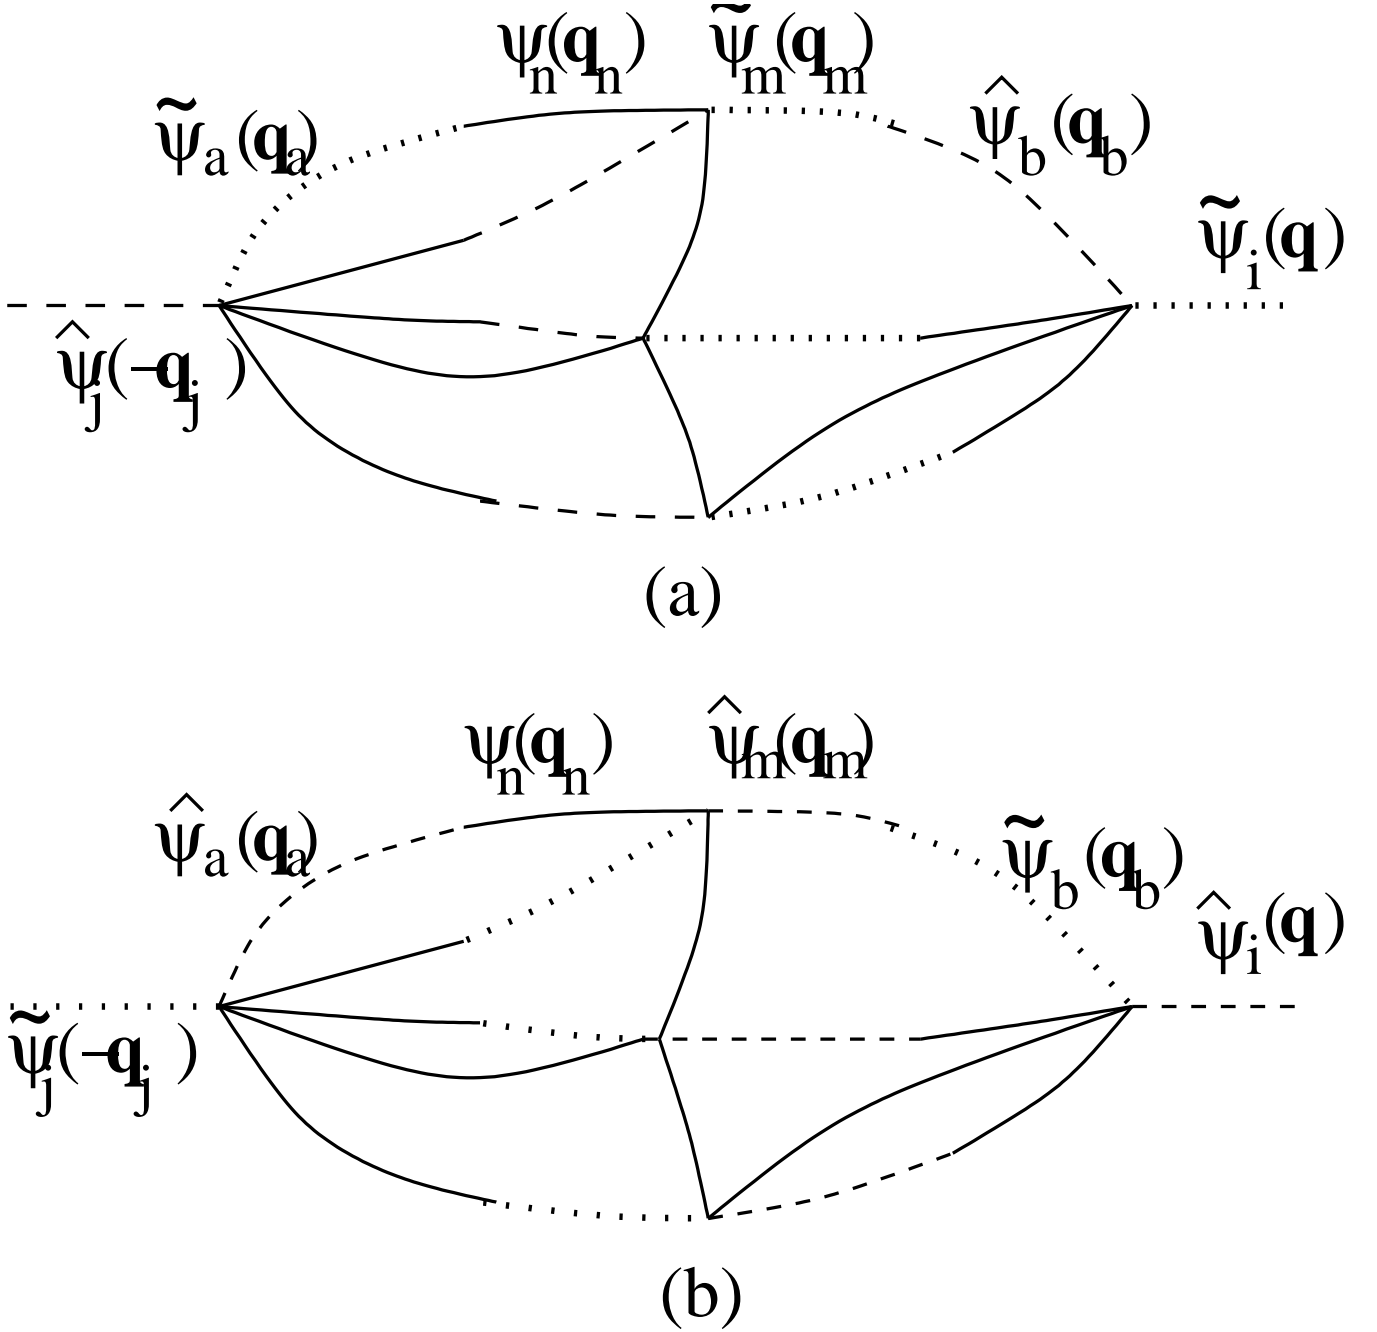 ψn(qn) ψ̃m(qm)
ψ̃a(qa) ψ̂b(qb)
ψ̃i(q)
ψ̂j(−qj )
(a)
ψn(qn) ψ̂m(qm)
ψ̂a(qa) ψ̃b(qb)
ψ̂i(q)
ψ̃j(−qj )
(b)